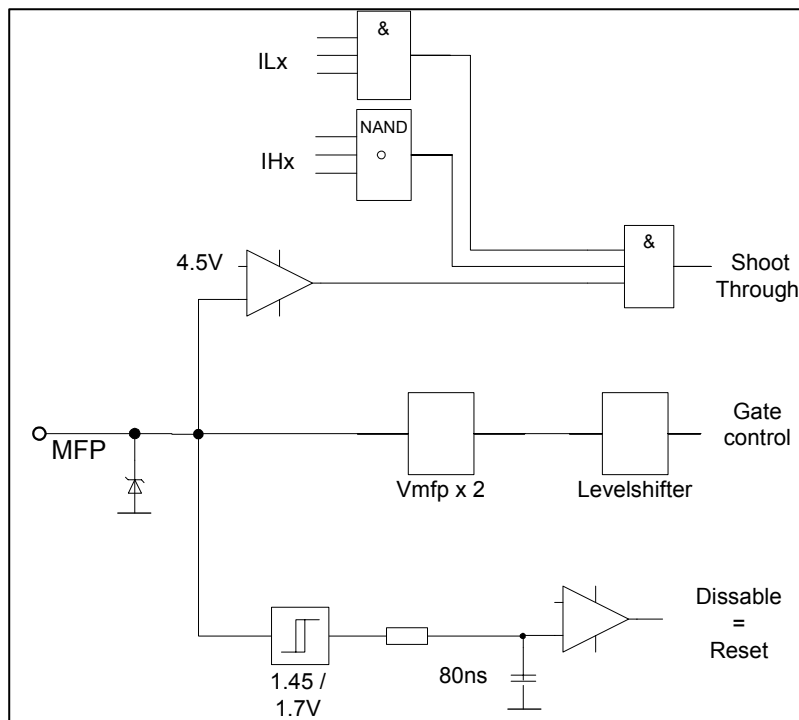 &
ILx
NAND
IHx
&
4.5V
Shoot
Through
MFP
Gate
control
Vmfp x 2
Levelshifter
Dissable
=
Reset
80ns
1.45 /
1.7V